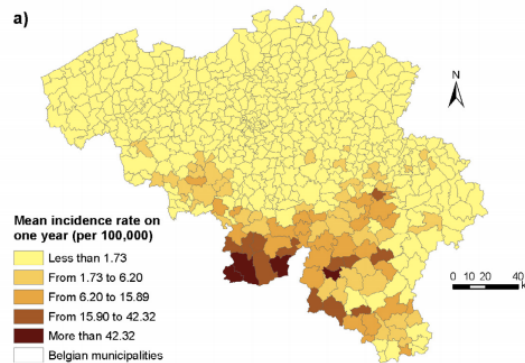 a)
N
Mean incidence rate on
one year (per 100,000)
Less than 1.73
From 1.73 to 6.20
From 6.20 to 15.89
From 15.90 to 42.32
More than 42.32
Belgian municipalities
0 10 20 40